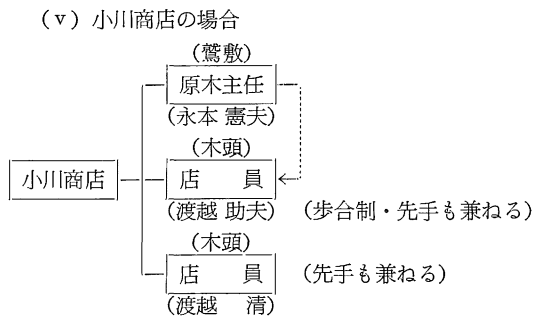 (ⅴ) 小川商店の場合
(鷲敷)
原木主任
(永本 憲夫)
(木頭)
小川商店
店 員
(渡越 助夫) (歩合制・先手も兼ねる)
(木頭)
店 員 (先手も兼ねる)
(渡越 清)